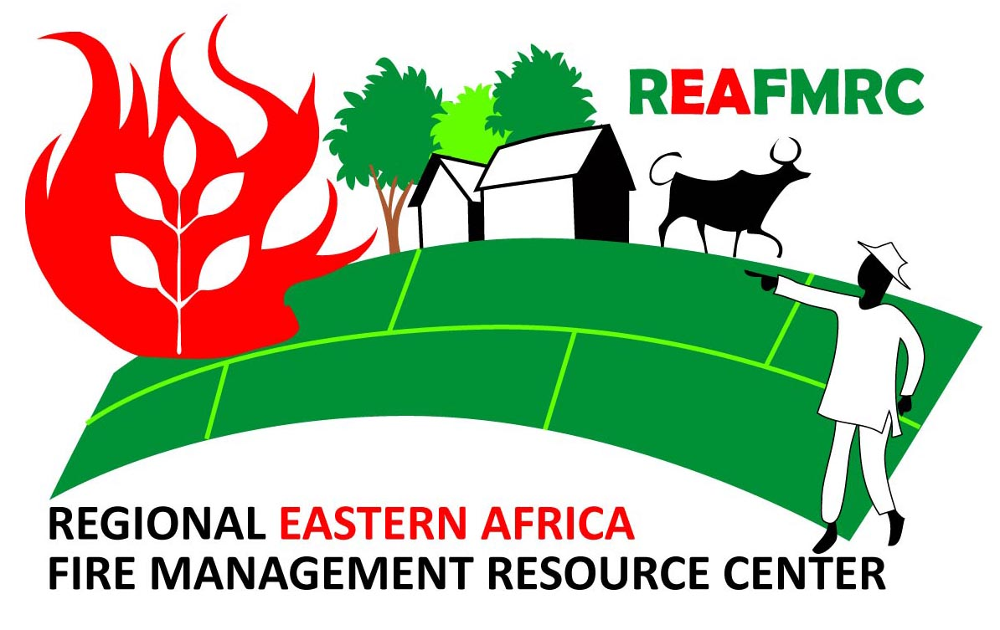 REAFMRC
REGIONAL EASTERN AFRICA
FIRE MANAGEMENT RESOURCE CENTER